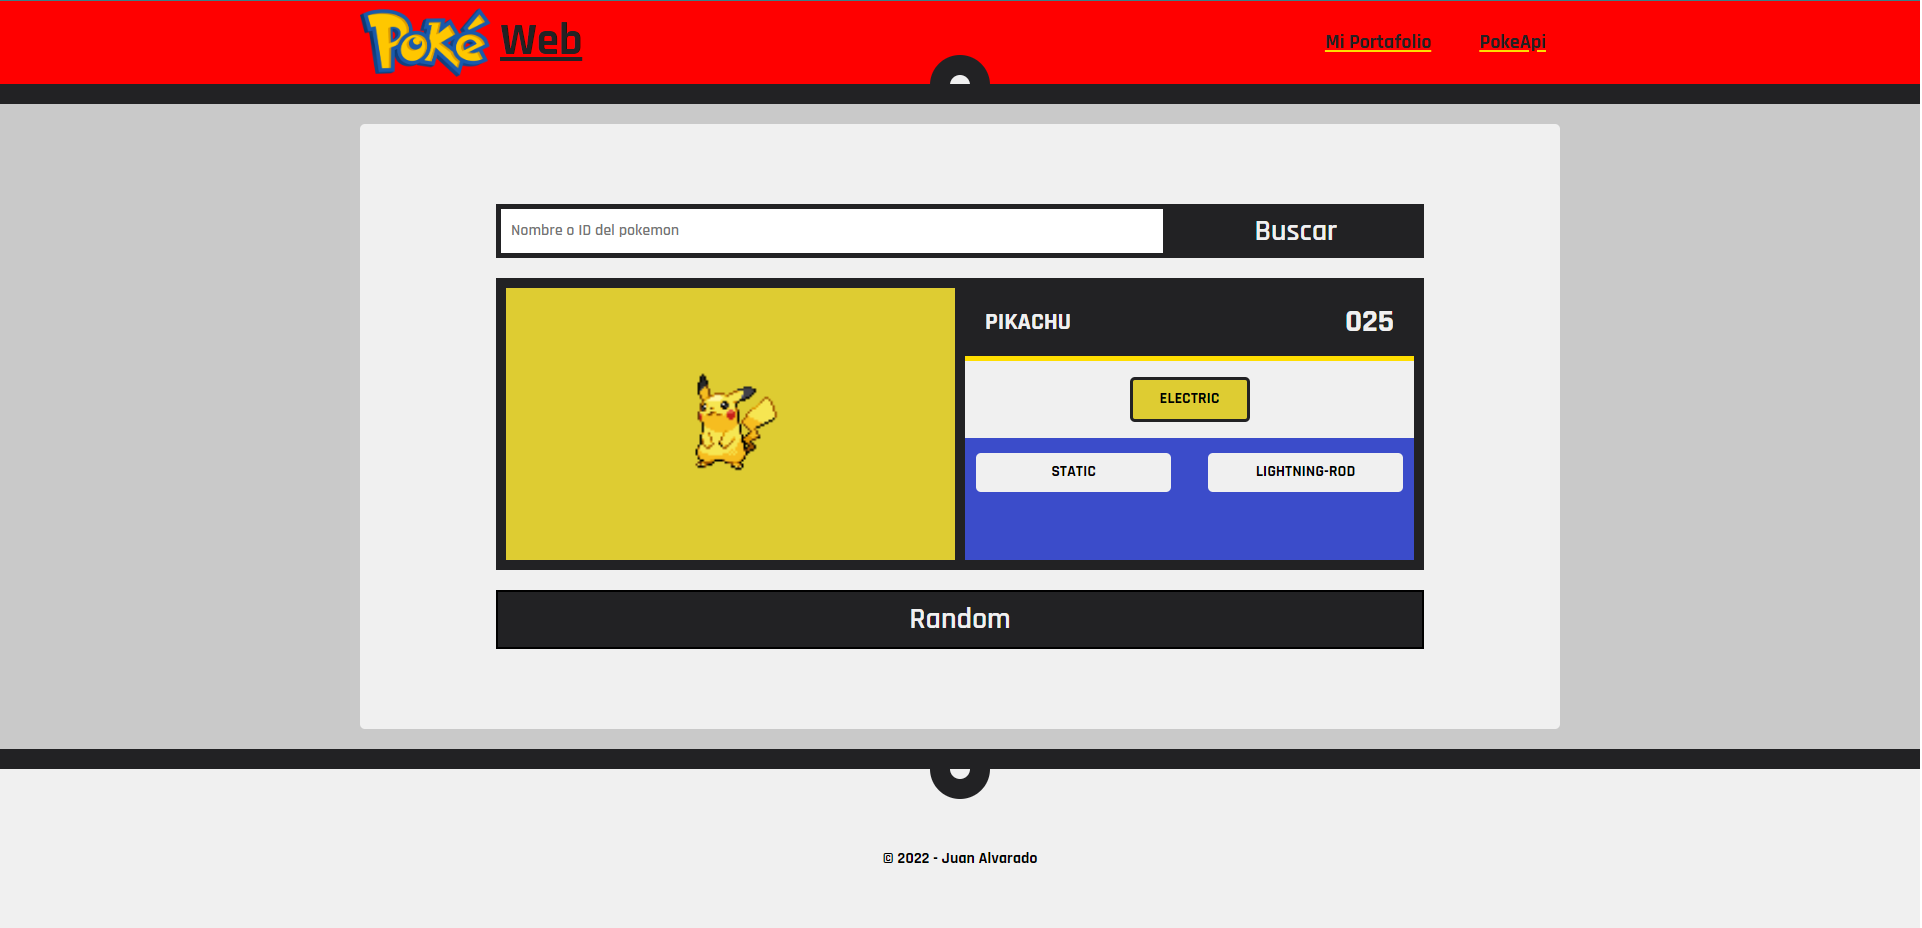 Poké Web
Mi Portafolio PokeApi
Nombre o ID del pokemon Buscar
PIKACHU 025
ELECTRIC
STATIC LIGHTNING-ROD
Random
© 2022 - Juan Alvarado